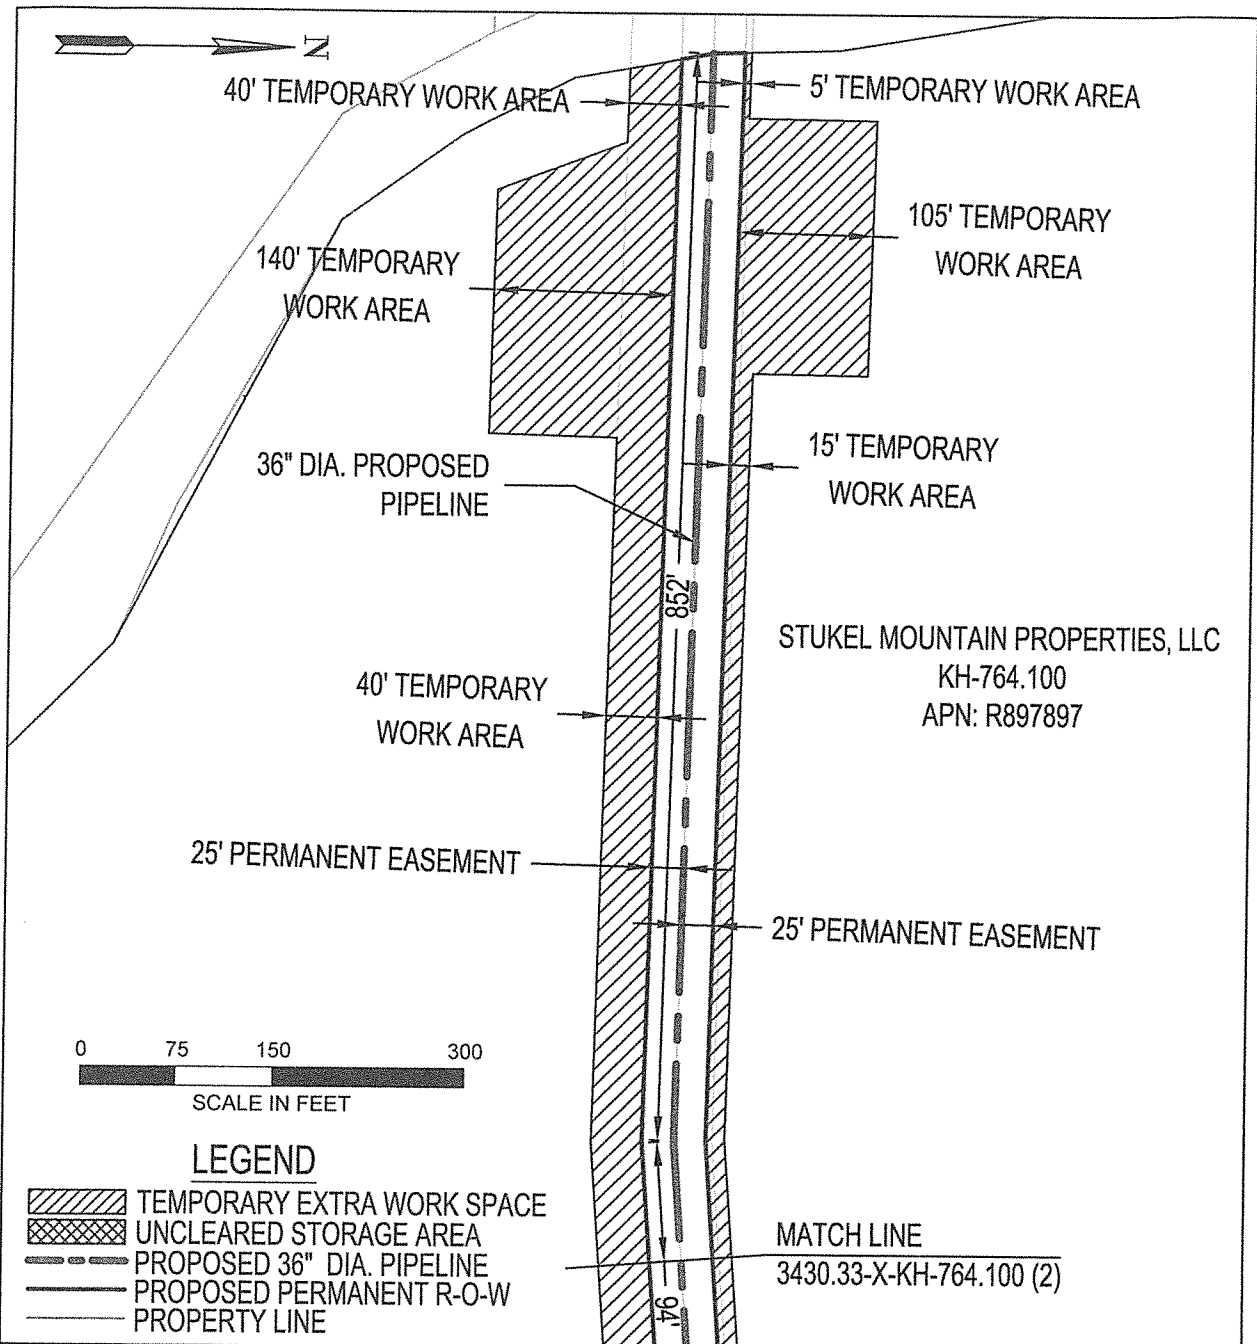 N
40' TEMPORARY WORK AREA
5' TEMPORARY WORK AREA
105' TEMPORARY
WORK AREA
140' TEMPORARY
WORK AREA
36" DIA. PROPOSED
PIPELINE
15' TEMPORARY
WORK AREA
852'
STUKEL MOUNTAIN PROPERTIES, LLC
KH-764.100
APN: R897897
40' TEMPORARY
WORK AREA
25' PERMANENT EASEMENT
25' PERMANENT EASEMENT
0 75 150 300
SCALE IN FEET
LEGEND
TEMPORARY EXTRA WORK SPACE
UNCLEARED STORAGE AREA
PROPOSED 36" DIA. PIPELINE
PROPOSED PERMANENT R-O-W
PROPERTY LINE
MATCH LINE
3430.33-X-KH-764.100 (2)
94'